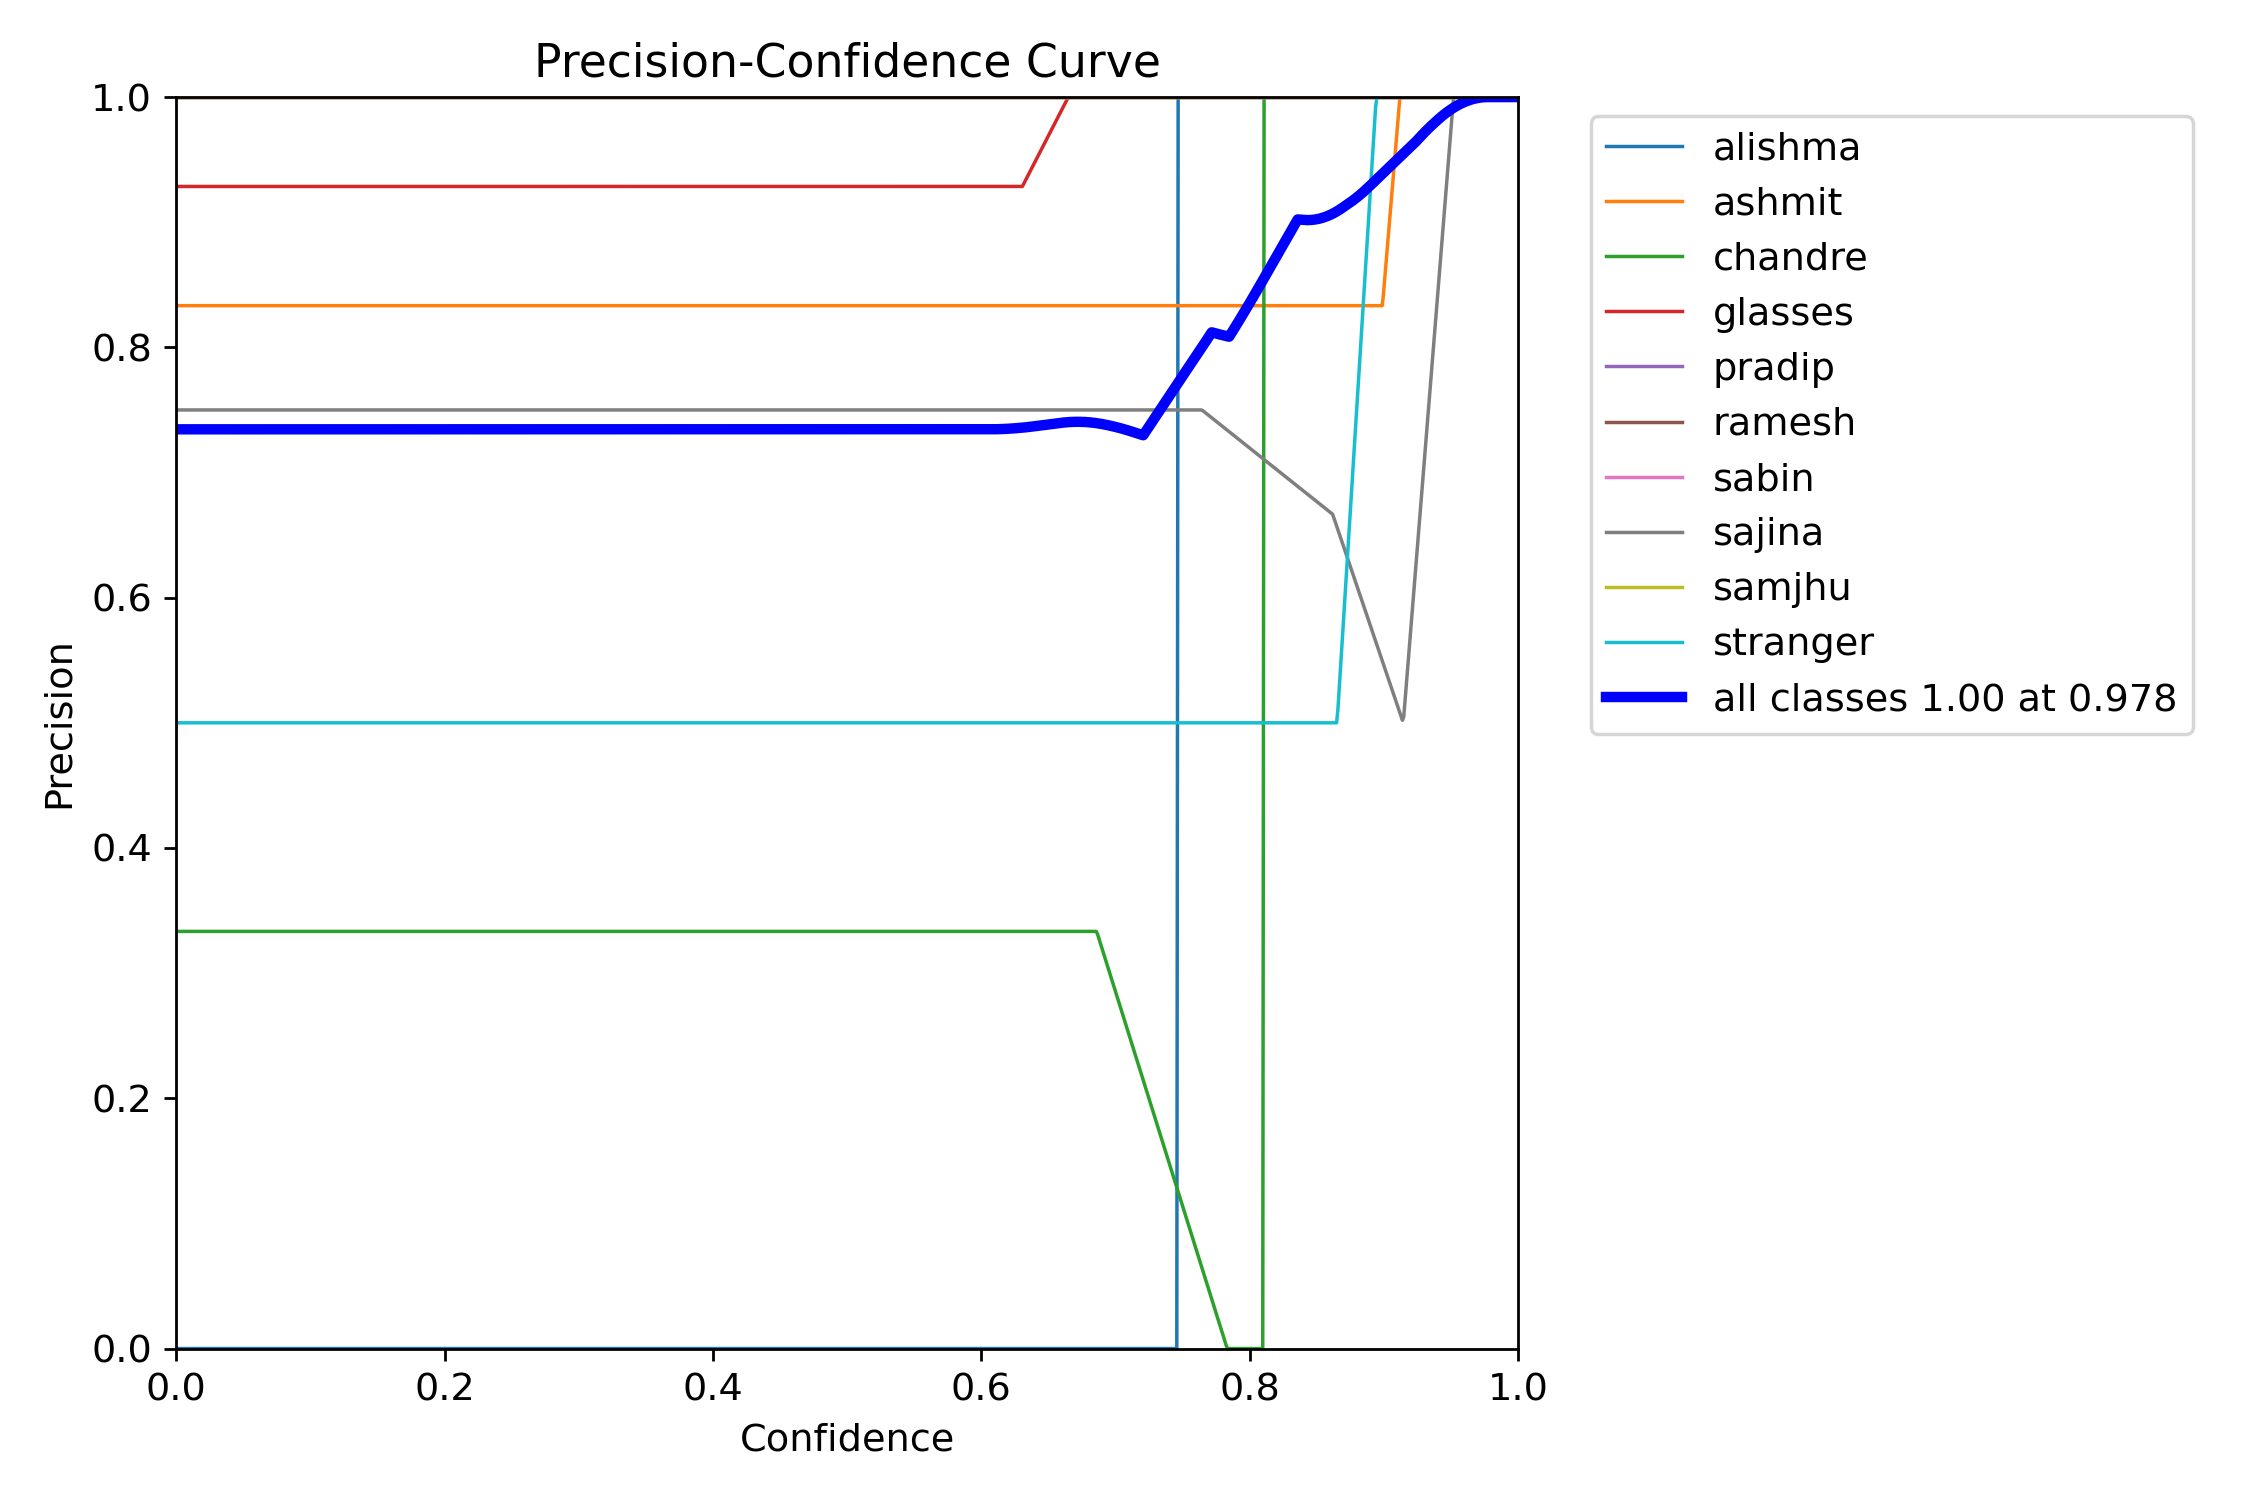 Precision-Confidence Curve
1.0
0.8
0.6
0.4
0.2
0.0
Precision
0.0 0.2 0.4 0.6 0.8 1.0
Confidence
alishma
ashmit
chandre
glasses
pradip
ramesh
sabin
sajina
samjhu
stranger
all classes 1.00 at 0.978